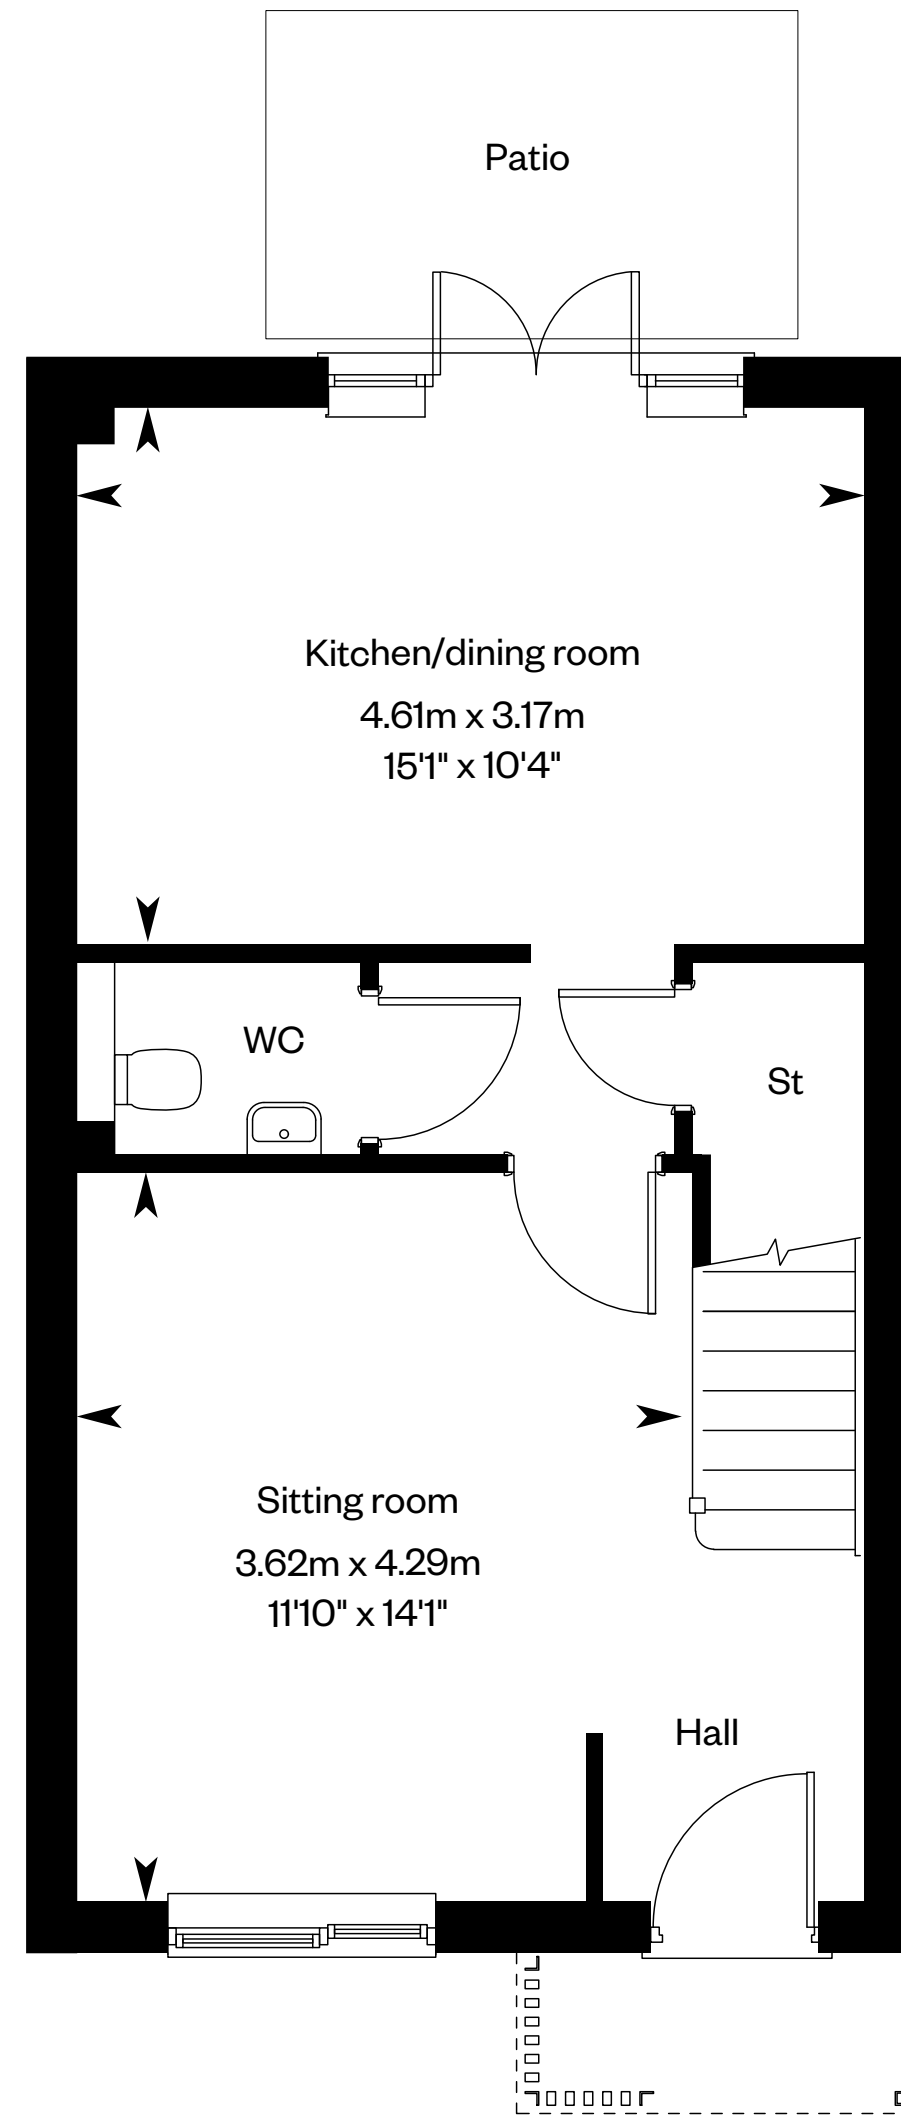 Patio
Kitchen/dining room
4.61m x 3.17m
15'1" x 10'4"
WC
St
Sitting room
3.62m x 4.29m
11'10" x 14'1"
Hall